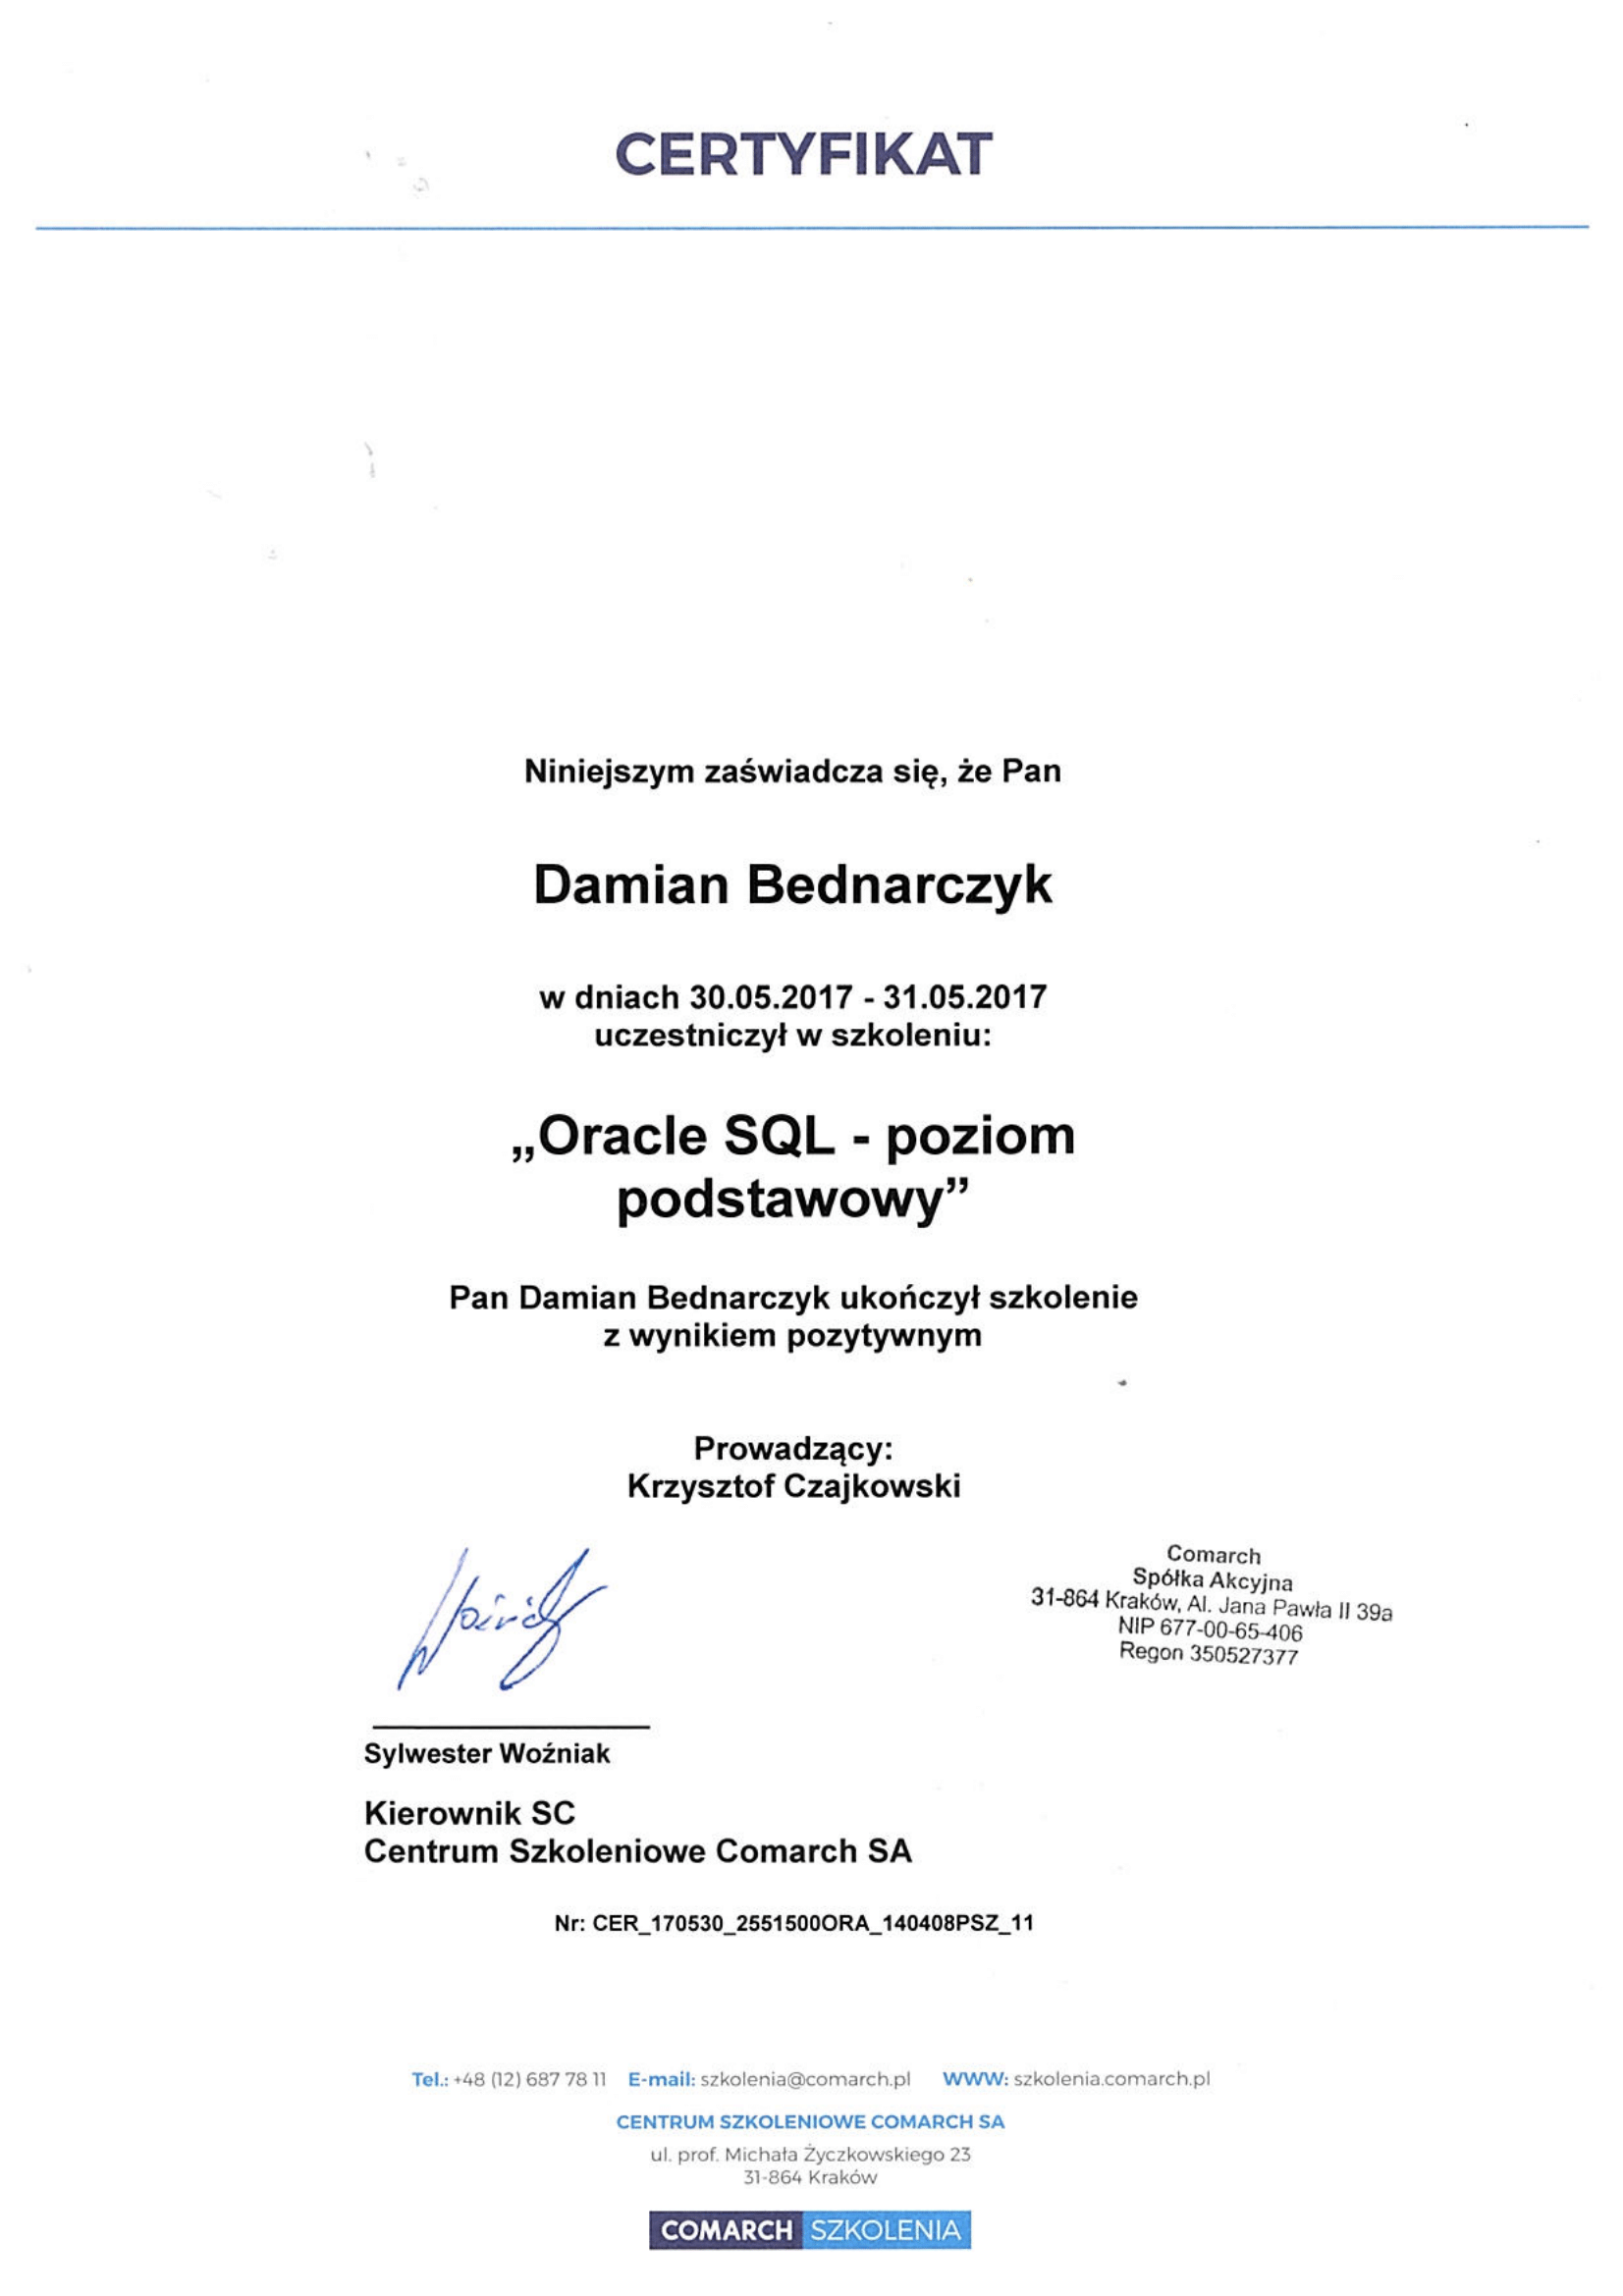 CERTYFIKAT
Niniejszym zaświadcza się, że Pan
Damian Bednarczyk
w dniach 30.05.2017 - 31.05.2017
uczestniczył w szkoleniu:
„Oracle SQL - poziom
podstawowy”
Pan Damian Bednarczyk ukończył szkolenie
z wynikiem pozytywnym
Prowadzący:
Krzysztof Czajkowski
Comarch
Spółka Akcyjna
31-864 Kraków, Al. Jana Pawła II 39a
NIP 677-00-65-406
Regon 350527377
Sylwester Woźniak
Kierownik SC
Centrum Szkoleniowe Comarch SA
Nr: CER_170530_2551500ORA_140408PSZ_11
Tel.: +48 (12) 687 78 11 E-mail: szkolenia@comarch.pl WWW: szkolenia.comarch.pl
CENTRUM SZKOLENIOWE COMARCH SA
ul. prof. Michała Życzkowskiego 23
31-864 Kraków
COMARCH SZKOLENIA